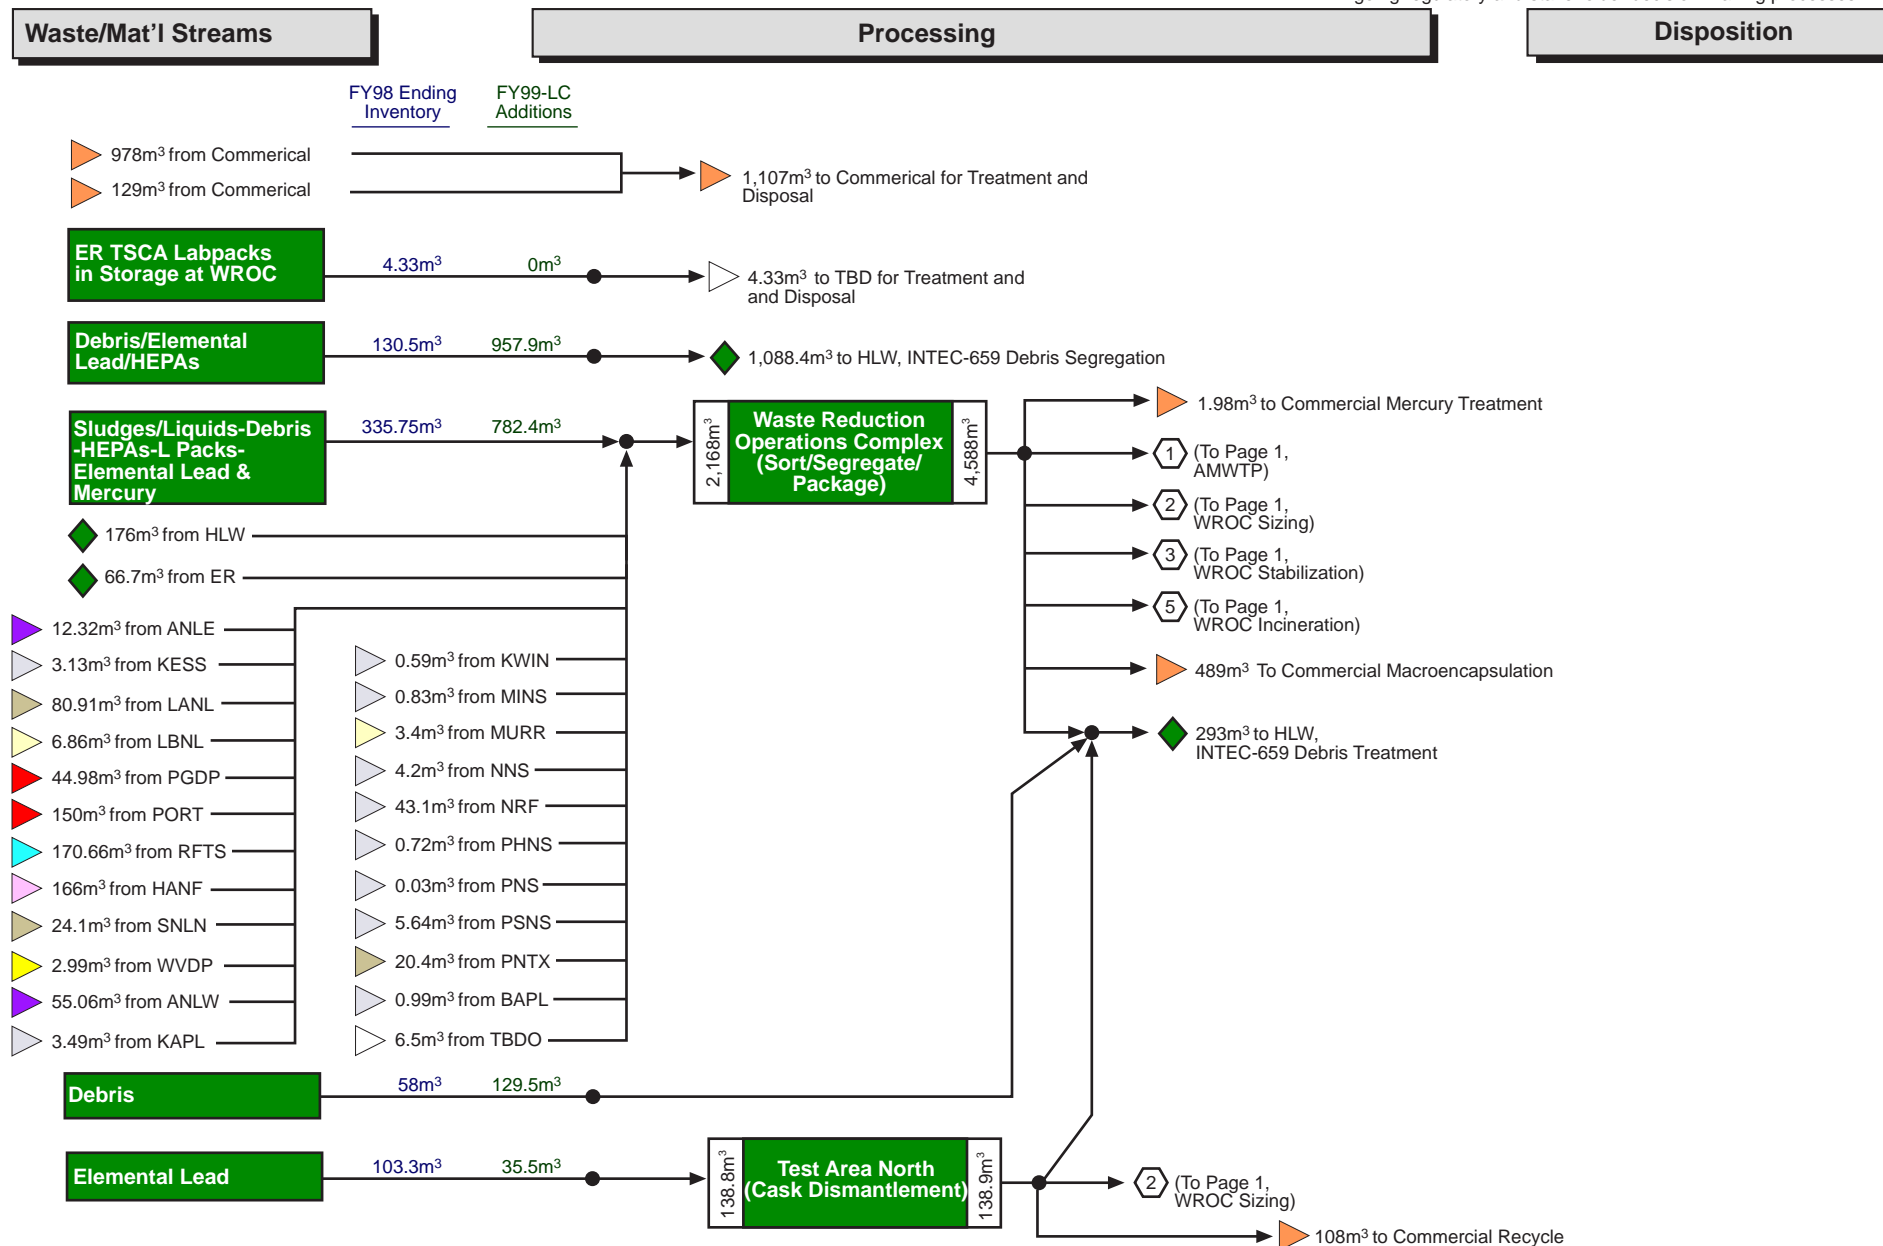 Waste/Mat'l Streams
Processing
Disposition
FY98 Ending
Inventory
FY99-LC
Additions
978m³ from Commerical
129m³ from Commerical
1,107m³ to Commerical for Treatment and
Disposal
ER TSCA Labpacks
in Storage at WROC
4.33m³
0m³
4.33m³ to TBD for Treatment and
and Disposal
Debris/Elemental
Lead/HEPAs
130.5m³
957.9m³
1,088.4m³ to HLW, INTEC-659 Debris Segregation
Sludges/Liquids-Debris
-HEPAs-L Packs-
Elemental Lead &
Mercury
335.75m³
782.4m³
2,168m³
Waste Reduction
Operations Complex
(Sort/Segregate/
Package)
4,588m³
1.98m³ to Commercial Mercury Treatment
1
(To Page 1,
AMWTP)
2
(To Page 1,
WROC Sizing)
3
(To Page 1,
WROC Stabilization)
5
(To Page 1,
WROC Incineration)
489m³ To Commercial Macroencapsulation
293m³ to HLW,
INTEC-659 Debris Treatment
176m³ from HLW
66.7m³ from ER
12.32m³ from ANLE
3.13m³ from KESS
80.91m³ from LANL
6.86m³ from LBNL
44.98m³ from PGDP
150m³ from PORT
170.66m³ from RFTS
166m³ from HANF
24.1m³ from SNLN
2.99m³ from WVDP
55.06m³ from ANLW
3.49m³ from KAPL
0.59m³ from KWIN
0.83m³ from MINS
3.4m³ from MURR
4.2m³ from NNS
43.1m³ from NRF
0.72m³ from PHNS
0.03m³ from PNS
5.64m³ from PSNS
20.4m³ from PNTX
0.99m³ from BAPL
6.5m³ from TBDO
Debris
58m³
129.5m³
Elemental Lead
103.3m³
35.5m³
138.8m³
Test Area North
(Cask Dismantlement)
138.9m³
2
(To Page 1,
WROC Sizing)
108m³ to Commercial Recycle